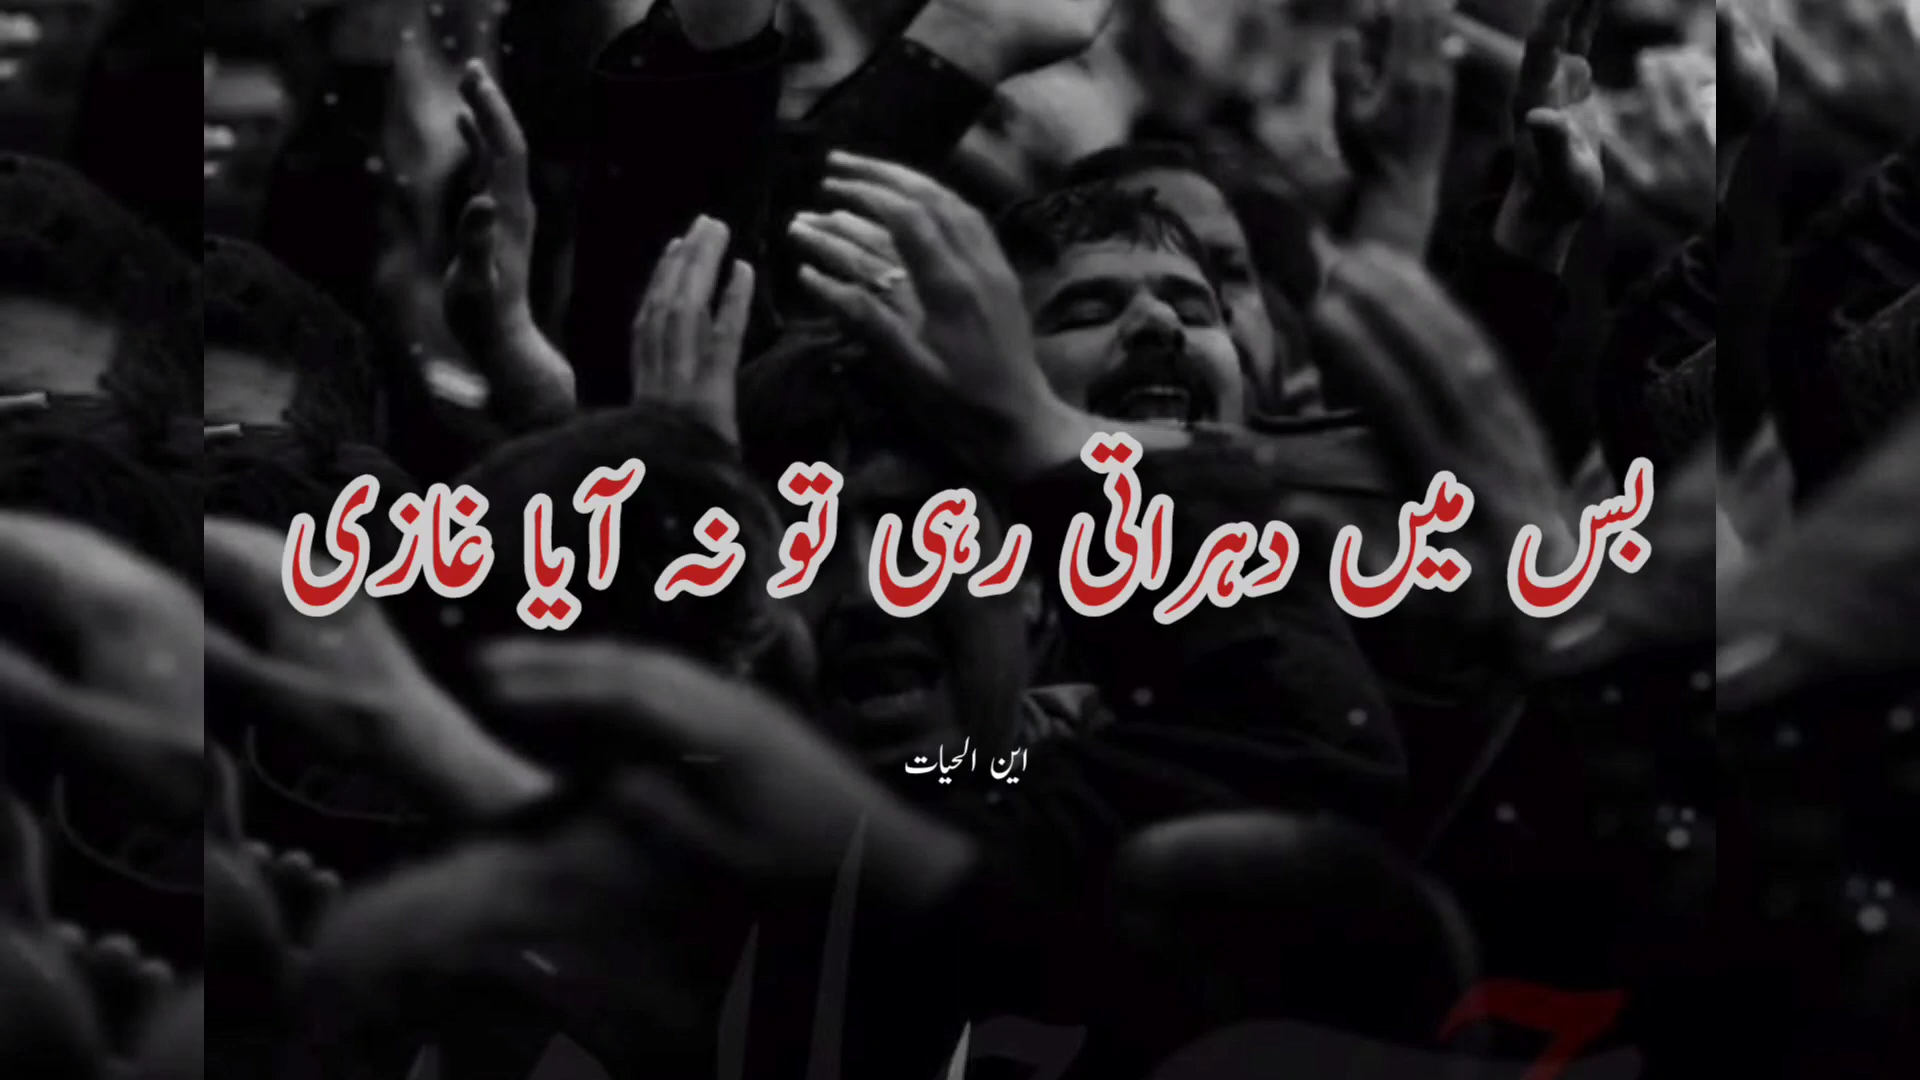 بس میں دہراتی رہی تو نہ آیا غازی
این الحیات